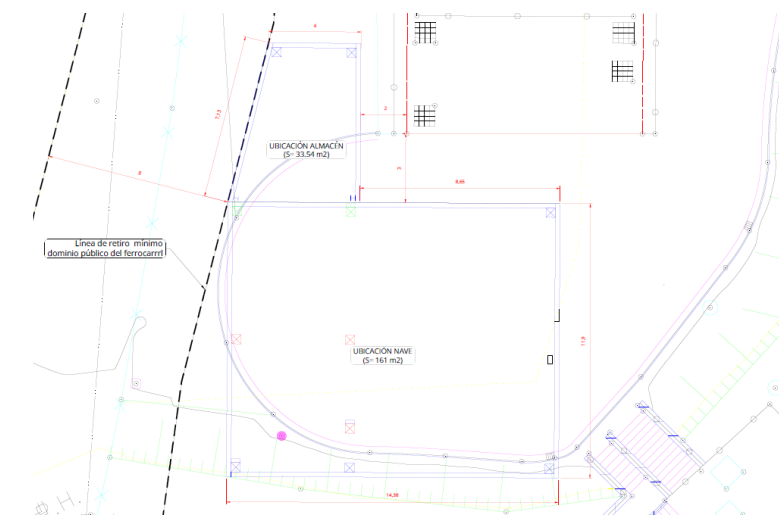 4
7,13
2
UBICACIÓN ALMACÉN
(S= 33.54 m2)
3
8
8,65
Línea de retiro mínimo
dominio público del ferrocarrrl
11,9
UBICACIÓN NAVE
(S= 161 m2)
14,38
D.H.